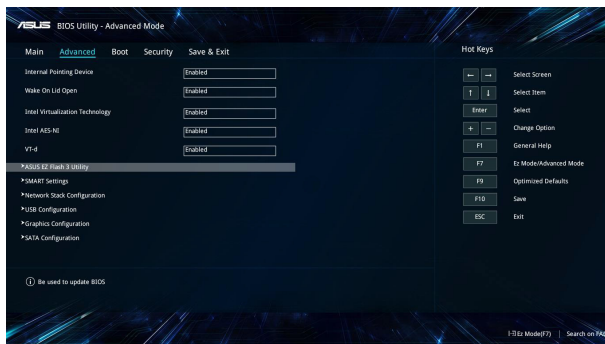 ASUS BIOS Utility - Advanced Mode
Main Advanced Boot Security Save & Exit
Hot Keys
Internal Pointing Device Enabled
Wake On Lid Open Enabled
Intel Virtualization Technology Enabled
Intel AES-NI Enabled
VT-d Enabled
ASUS EZ Flash 3 Utility
SMART Settings
Network Stack Configuration
USB Configuration
Graphics Configuration
SATA Configuration
← → Select Screen
↑ ↓ Select Item
Enter Select
+ − Change Option
F1 General Help
F7 Ez Mode/Advanced Mode
F9 Optimized Defaults
F10 Save
ESC Exit
Be used to update BIOS
Ez Mode(F7) | Search on FAQ